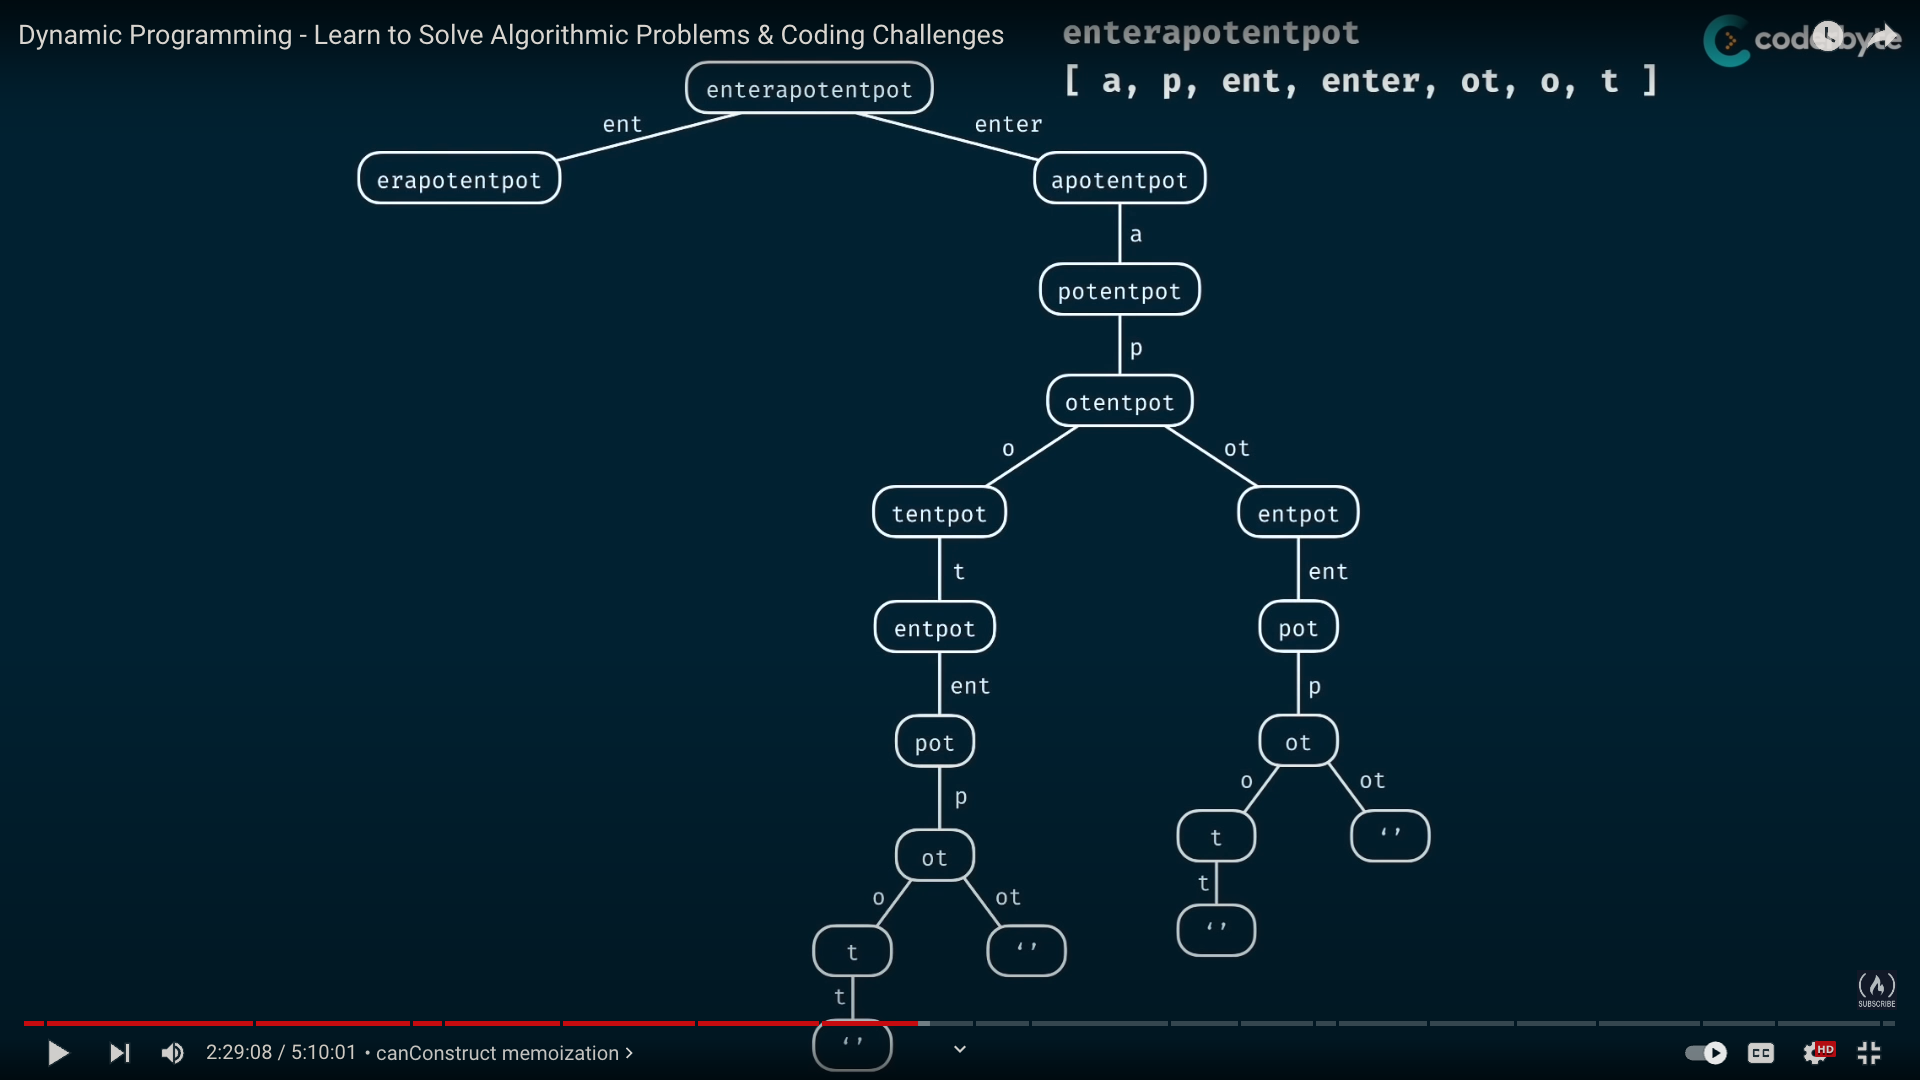 Dynamic Programming - Learn to Solve Algorithmic Problems & Coding Challenges
enterapotentpot
coderbyte
[ a, p, ent, enter, ot, o, t ]
enterapotentpot
ent
enter
erapotentpot
apotentpot
a
potentpot
p
otentpot
o
ot
tentpot
entpot
t
ent
entpot
pot
ent
p
pot
ot
o
ot
p
t
‘’
ot
t
o
ot
‘’
t
‘’
t
‘’
SUBSCRIBE
2:29:08 / 5:10:01 • canConstruct memoization >
CC
HD